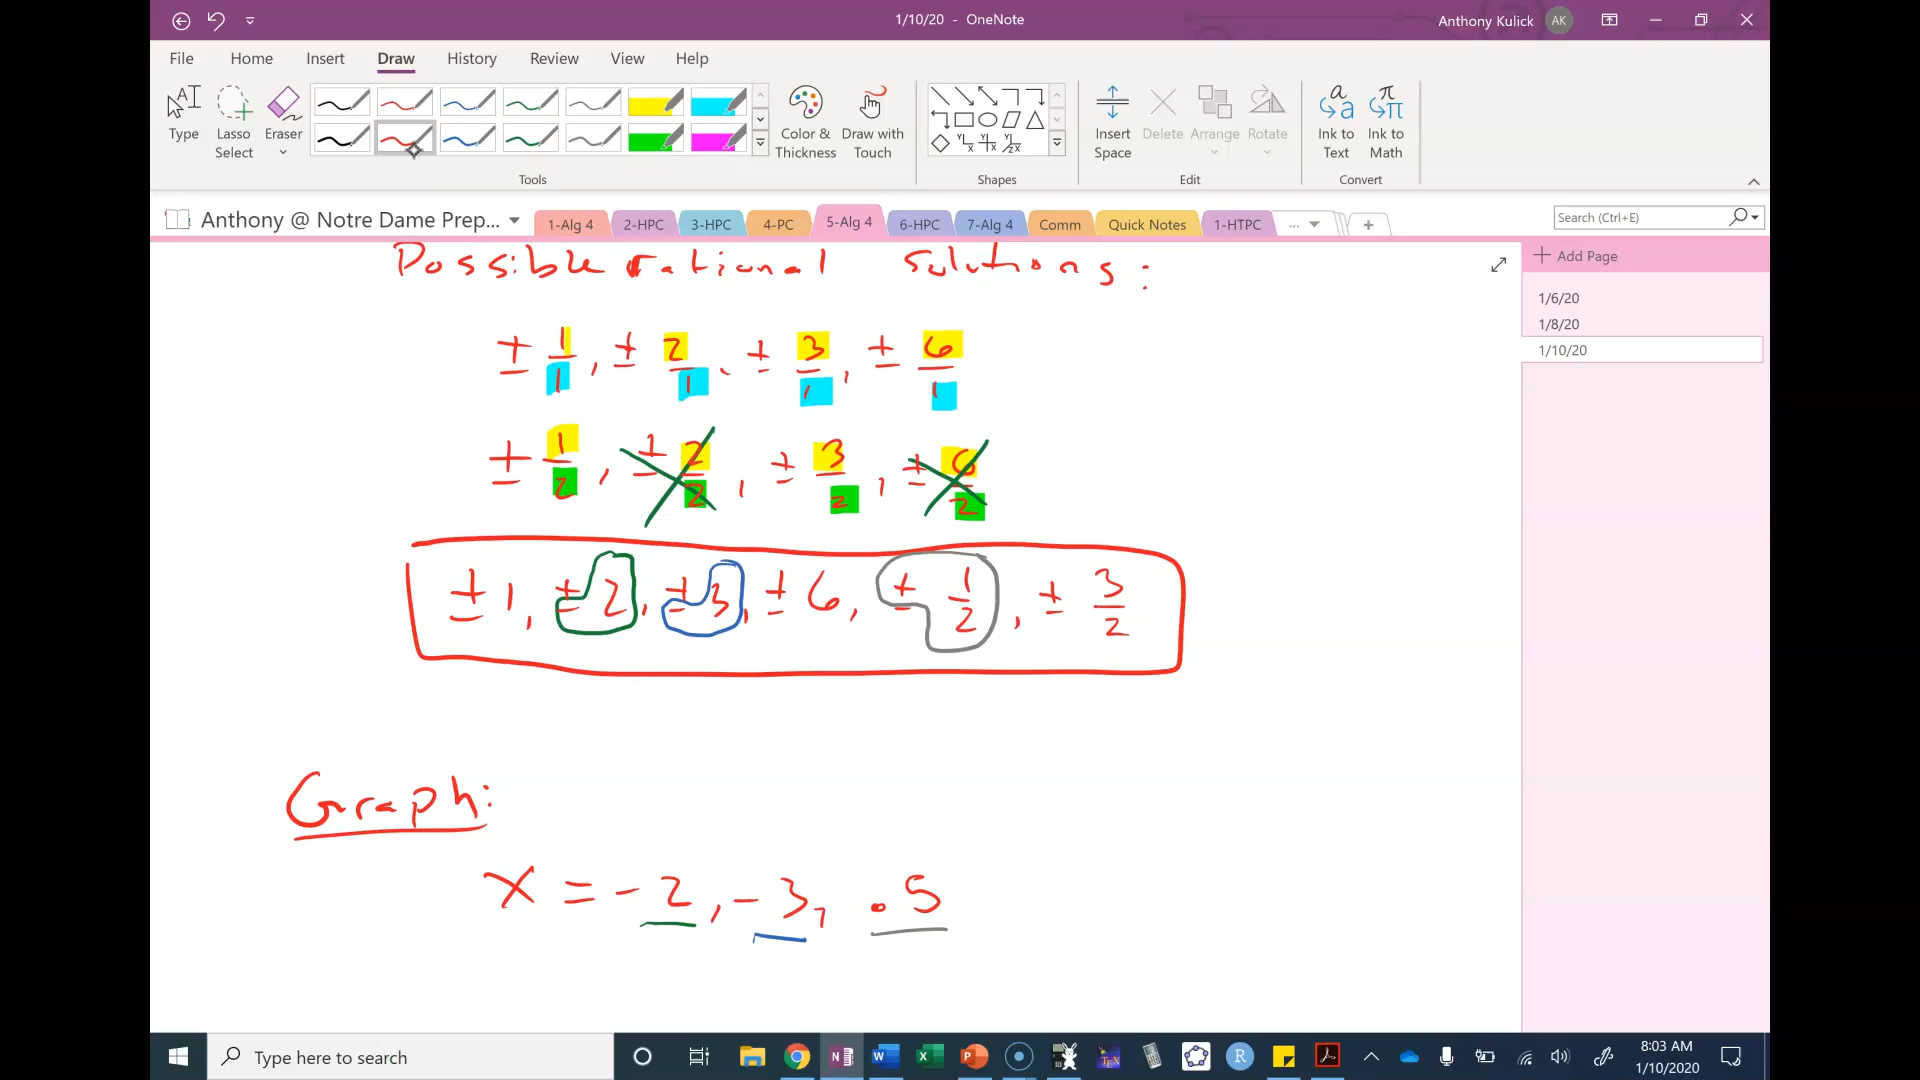 1/10/20 - OneNote
Anthony Kulick AK
File Home Insert Draw History Review View Help
Type Lasso Select Eraser Color & Thickness Draw with Touch Insert Space Delete Arrange Rotate Ink to Text Ink to Math
Tools Shapes Edit Convert
Anthony @ Notre Dame Prep... 1-Alg 4 2-HPC 3-HPC 4-PC 5-Alg 4 6-HPC 7-Alg 4 Comm Quick Notes 1-HTPC ... Search (Ctrl+E)
Add Page
1/6/20
1/8/20
1/10/20
Possible rational solutions:
± 1/1, ± 2/1, ± 3/1, ± 6/1
± 1/2, ± 2/2, ± 3/2, ± 6/2
± 1, ± 2, ± 3, ± 6, ± 1/2, ± 3/2
Graph:
x = -2, -3, .5
Type here to search
8:03 AM
1/10/2020